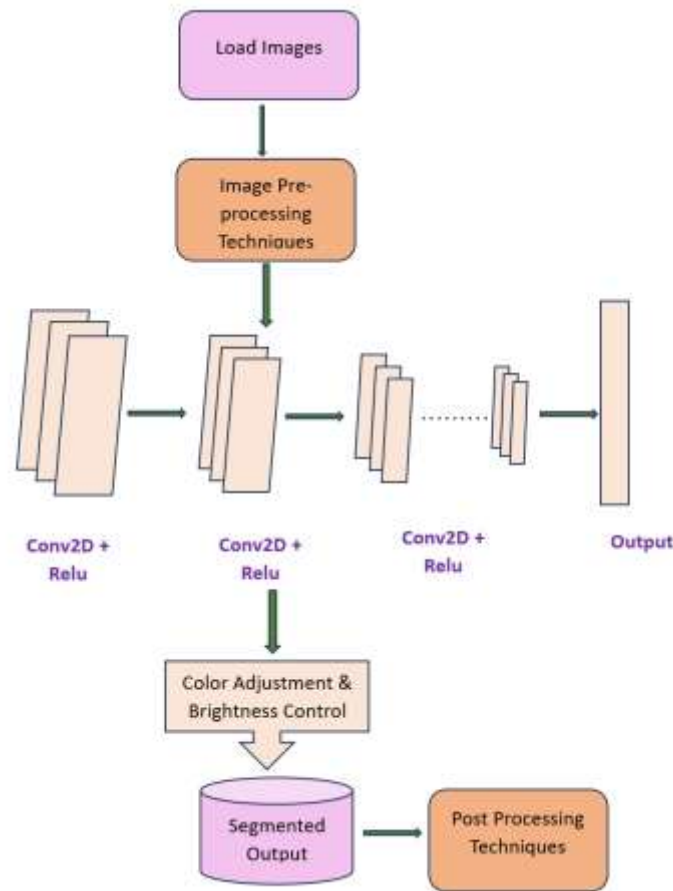 Load Images
Image Pre-
processing
Techniques
Conv2D +
Relu
Conv2D +
Relu
Conv2D +
Relu
Output
Color Adjustment &
Brightness Control
Segmented
Output
Post Processing
Techniques